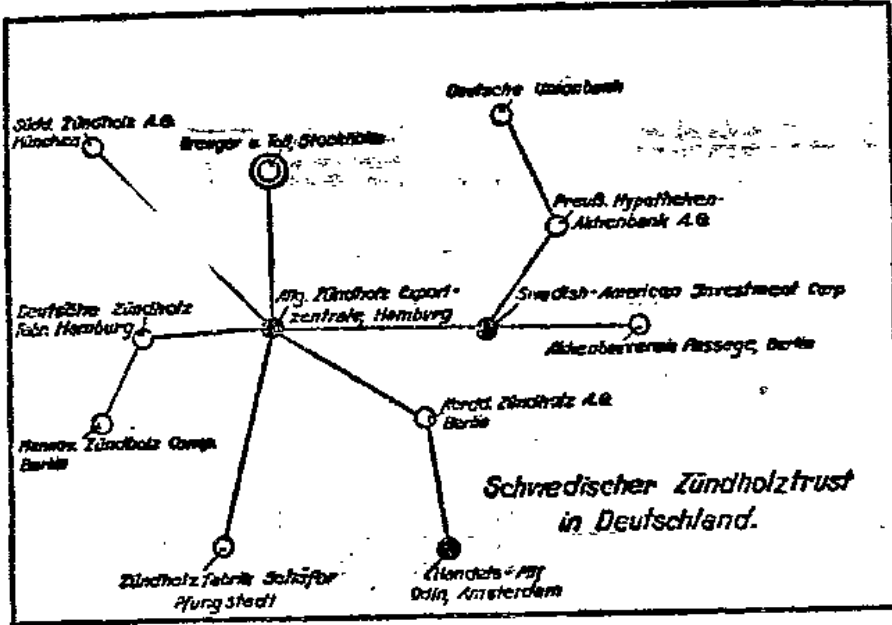 Deutsche Unionbank
Südd. Zündholz A.G.
München
Kreuger u. Toll, Stockholm
Preuß. Hypotheken-
Aktienbank A.G.
Allg. Zündholz Export-
zentrale, Hamburg
Swedish-American Investment Corp
Deutsche Zündholz
Fabr. Hamburg
Aktienbauverein Passage, Berlin
Nordd. Zündholz A.G.
Berlin
Hannov. Zündholz Comp.
Berlin
Schwedischer Zündholztrust
in Deutschland.
Zündholzfabrik Schäfer
Pfungstadt
Handels-Mij
Odin, Amsterdam